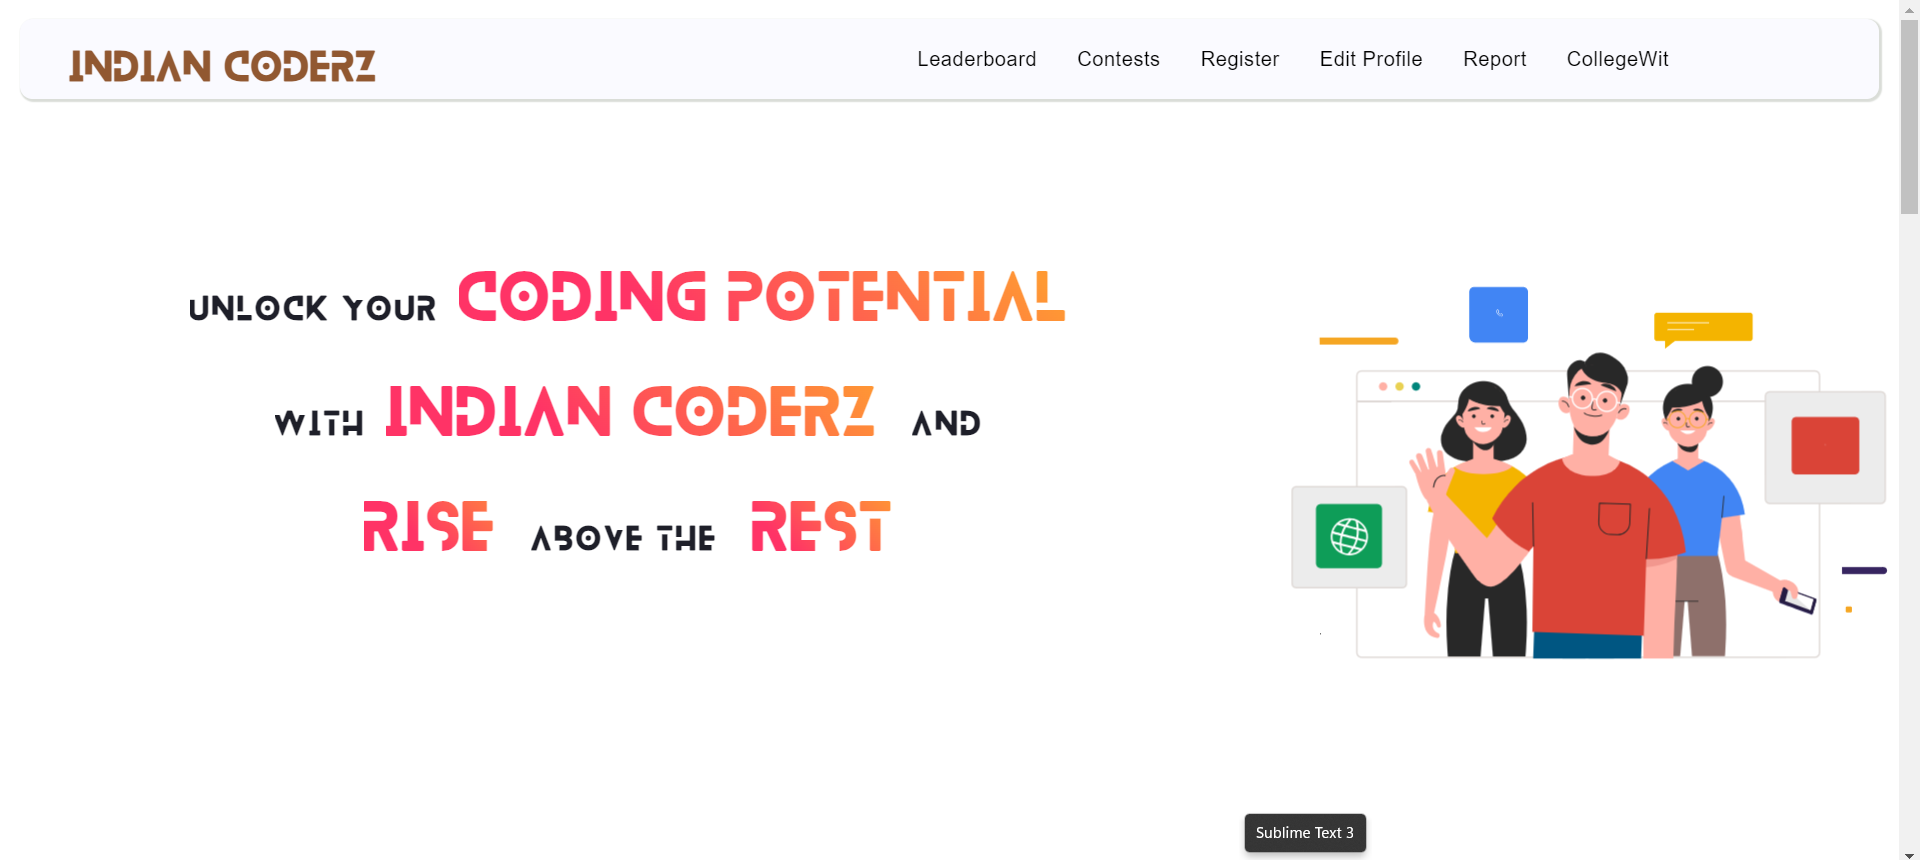 INDIAN CODERZ
Leaderboard Contests Register Edit Profile Report CollegeWit
UNLOCK YOUR CODING POTENTIAL
WITH INDIAN CODERZ AND
RISE ABOVE THE REST
Sublime Text 3